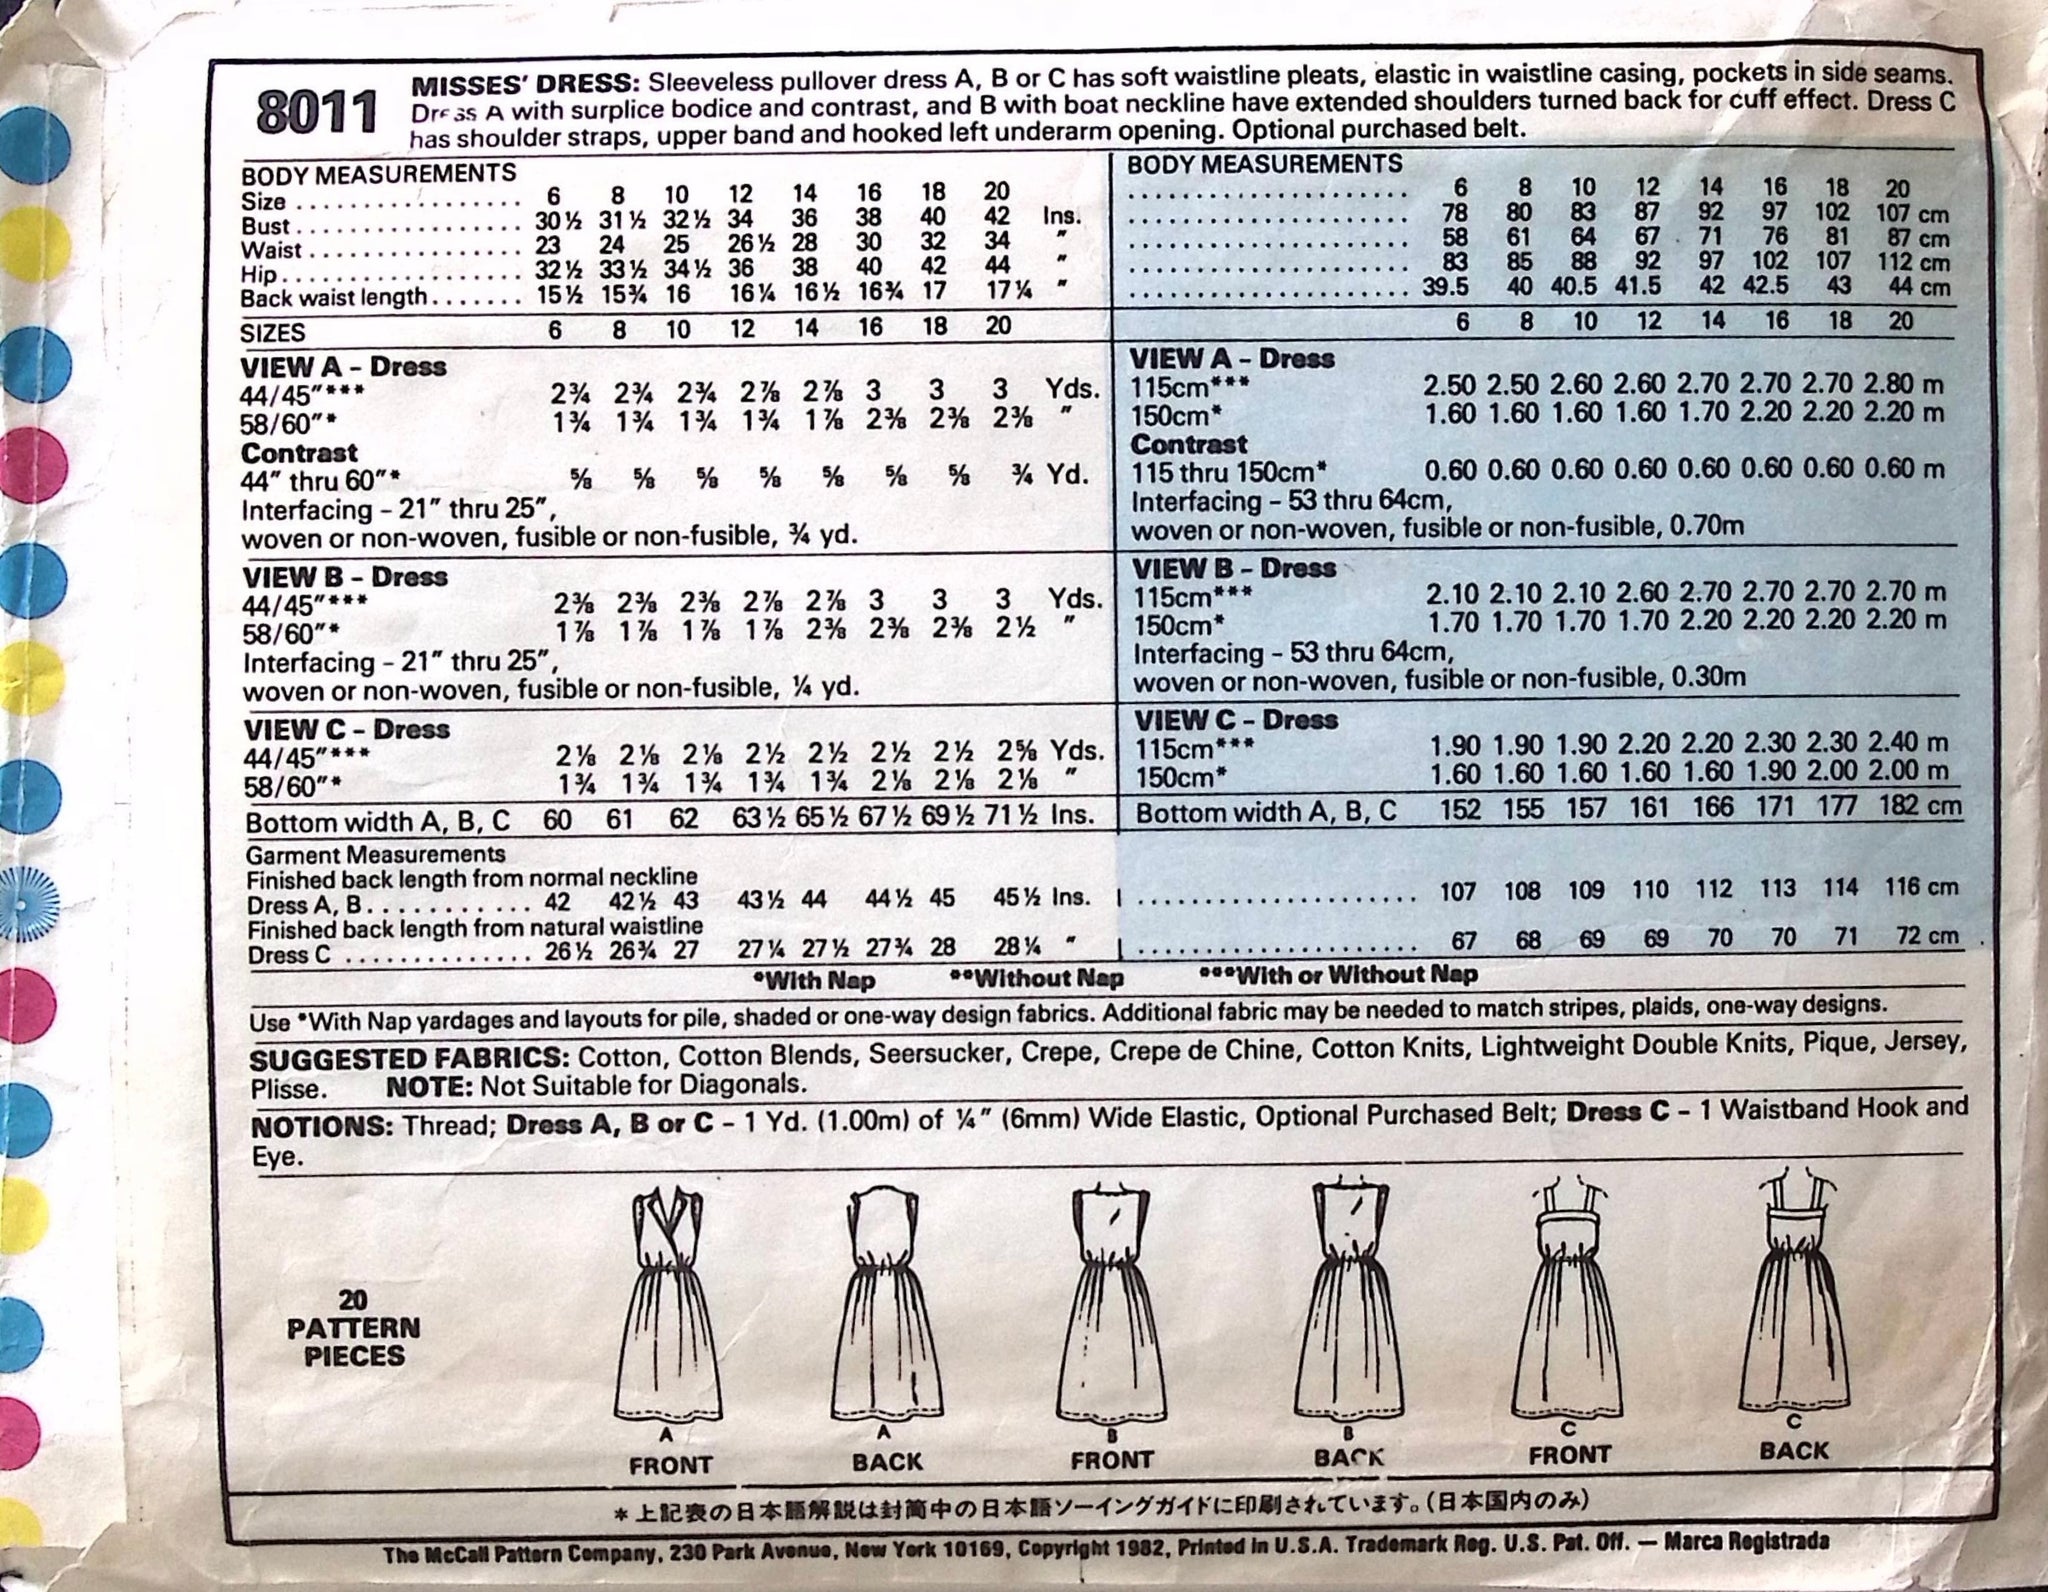 8011 MISSES' DRESS: Sleeveless pullover dress A, B or C has soft waistline pleats, elastic in waistline casing, pockets in side seams.
Dress A with surplice bodice and contrast, and B with boat neckline have extended shoulders turned back for cuff effect. Dress C
has shoulder straps, upper band and hooked left underarm opening. Optional purchased belt.
BODY MEASUREMENTS
Size ................. 6 8 10 12 14 16 18 20
Bust ................. 30½ 31½ 32½ 34 36 38 40 42 Ins.
Waist ................ 23 24 25 26½ 28 30 32 34 "
Hip .................. 32½ 33½ 34½ 36 38 40 42 44 "
Back waist length ....... 15½ 15¾ 16 16¼ 16½ 16¾ 17 17¼ "
SIZES 6 8 10 12 14 16 18 20
VIEW A - Dress
44/45"*** 2¾ 2¾ 2¾ 2⅞ 2⅞ 3 3 3 Yds.
58/60"* 1¾ 1¾ 1¾ 1¾ 1⅞ 2⅜ 2⅜ 2⅜ "
Contrast
44" thru 60"* ⅝ ⅝ ⅝ ⅝ ⅝ ⅝ ⅝ ¾ Yd.
Interfacing - 21" thru 25",
woven or non-woven, fusible or non-fusible, ¾ yd.
VIEW B - Dress
44/45"*** 2⅜ 2⅜ 2⅜ 2⅞ 2⅞ 3 3 3 Yds.
58/60"* 1⅞ 1⅞ 1⅞ 1⅞ 2⅜ 2⅜ 2⅜ 2½ "
Interfacing - 21" thru 25",
woven or non-woven, fusible or non-fusible, ¼ yd.
VIEW C - Dress
44/45"*** 2⅛ 2⅛ 2⅛ 2½ 2½ 2½ 2½ 2⅝ Yds.
58/60"* 1¾ 1¾ 1¾ 1¾ 1¾ 2⅛ 2⅛ 2⅛ "
Bottom width A, B, C 60 61 62 63½ 65½ 67½ 69½ 71½ Ins.
Garment Measurements
Finished back length from normal neckline
Dress A, B ........... 42 42½ 43 43½ 44 44½ 45 45½ Ins.
Finished back length from natural waistline
Dress C .............. 26½ 26¾ 27 27¼ 27½ 27¾ 28 28¼ "
BODY MEASUREMENTS
...................... 6 8 10 12 14 16 18 20
...................... 78 80 83 87 92 97 102 107 cm
...................... 58 61 64 67 71 76 81 87 cm
...................... 83 85 88 92 97 102 107 112 cm
...................... 39.5 40 40.5 41.5 42 42.5 43 44 cm
6 8 10 12 14 16 18 20
VIEW A - Dress
115cm*** 2.50 2.50 2.60 2.60 2.70 2.70 2.70 2.80 m
150cm* 1.60 1.60 1.60 1.60 1.70 2.20 2.20 2.20 m
Contrast
115 thru 150cm* 0.60 0.60 0.60 0.60 0.60 0.60 0.60 0.60 m
Interfacing - 53 thru 64cm,
woven or non-woven, fusible or non-fusible, 0.70m
VIEW B - Dress
115cm*** 2.10 2.10 2.10 2.60 2.70 2.70 2.70 2.70 m
150cm* 1.70 1.70 1.70 1.70 2.20 2.20 2.20 2.20 m
Interfacing - 53 thru 64cm,
woven or non-woven, fusible or non-fusible, 0.30m
VIEW C - Dress
115cm*** 1.90 1.90 1.90 2.20 2.20 2.30 2.30 2.40 m
150cm* 1.60 1.60 1.60 1.60 1.60 1.90 2.00 2.00 m
Bottom width A, B, C 152 155 157 161 166 171 177 182 cm
...................... 107 108 109 110 112 113 114 116 cm
...................... 67 68 69 69 70 70 71 72 cm
*With Nap **Without Nap ***With or Without Nap
Use *With Nap yardages and layouts for pile, shaded or one-way design fabrics. Additional fabric may be needed to match stripes, plaids, one-way designs.
SUGGESTED FABRICS: Cotton, Cotton Blends, Seersucker, Crepe, Crepe de Chine, Cotton Knits, Lightweight Double Knits, Pique, Jersey,
Plisse. NOTE: Not Suitable for Diagonals.
NOTIONS: Thread; Dress A, B or C - 1 Yd. (1.00m) of ¼" (6mm) Wide Elastic, Optional Purchased Belt; Dress C - 1 Waistband Hook and
Eye.
20
PATTERN
PIECES
A A B B C C
FRONT BACK FRONT BACK FRONT BACK
*上記表の日本語解説は封筒中の日本語ソーイングガイドに印刷されています。(日本国内のみ)
The McCall Pattern Company, 230 Park Avenue, New York 10169, Copyright 1982, Printed in U.S.A. Trademark Reg. U.S. Pat. Off. — Marca Registrada